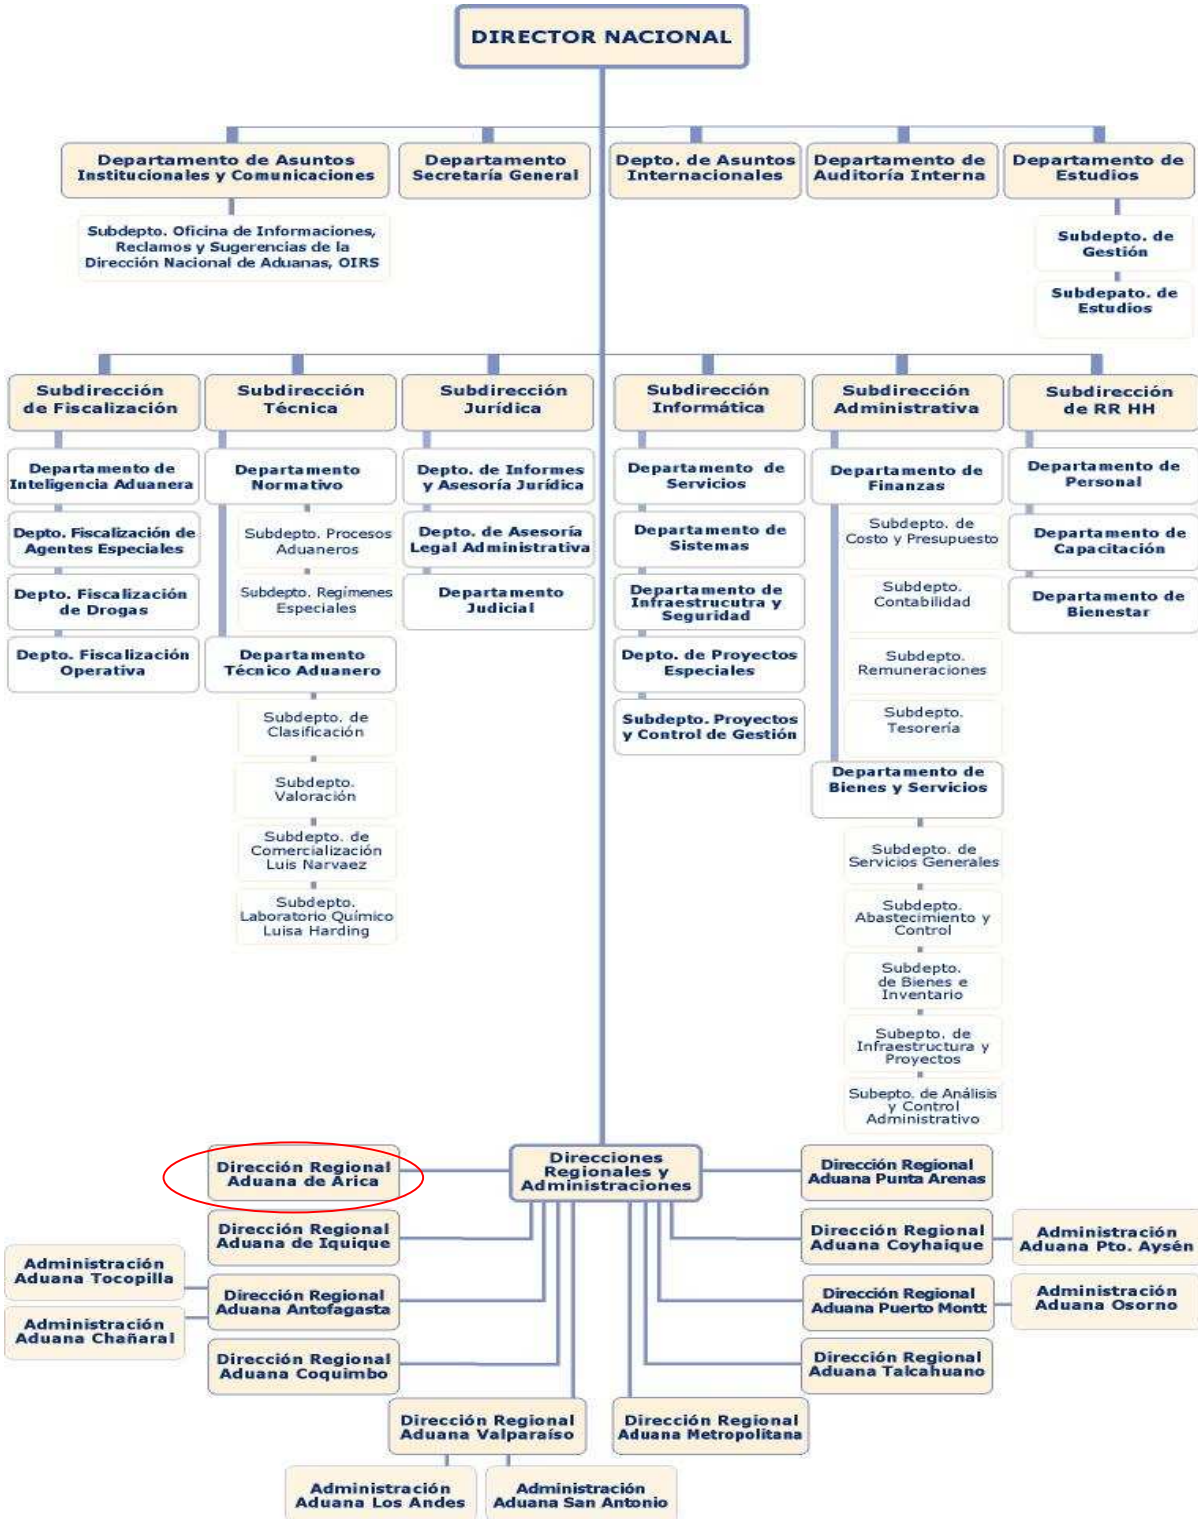 DIRECTOR NACIONAL
Departamento de Asuntos
Institucionales y Comunicaciones
Departamento
Secretaría General
Depto. de Asuntos
Internacionales
Departamento de
Auditoría Interna
Departamento de
Estudios
Subdepto. Oficina de Informaciones,
Reclamos y Sugerencias de la
Dirección Nacional de Aduanas, OIRS
Subdepto. de
Gestión
Subdepato. de
Estudios
Subdirección
de Fiscalización
Departamento de
Inteligencia Aduanera
Depto. Fiscalización de
Agentes Especiales
Depto. Fiscalización
de Drogas
Depto. Fiscalización
Operativa
Subdirección
Técnica
Departamento
Normativo
Subdepto. Procesos
Aduaneros
Subdepto. Regímenes
Especiales
Departamento
Técnico Aduanero
Subdepto. de
Clasificación
Subdepto.
Valoración
Subdepto. de
Comercialización
Luis Narvaez
Subdepto.
Laboratorio Químico
Luisa Harding
Subdirección
Jurídica
Depto. de Informes
y Asesoría Jurídica
Depto. de Asesoría
Legal Administrativa
Departamento
Judicial
Subdirección
Informática
Departamento de
Servicios
Departamento de
Sistemas
Departamento de
Infraestrucutra y
Seguridad
Depto. de Proyectos
Especiales
Subdepto. Proyectos
y Control de Gestión
Subdirección
Administrativa
Departamento de
Finanzas
Subdepto. de
Costo y Presupuesto
Subdepto.
Contabilidad
Subdepto.
Remuneraciones
Subdepto.
Tesorería
Departamento de
Bienes y Servicios
Subdepto. de
Servicios Generales
Subdepto.
Abastecimiento y
Control
Subdepto.
de Bienes e
Inventario
Subepto. de
Infraestructura y
Proyectos
Subepto. de Análisis
y Control
Administrativo
Subdirección
de RR HH
Departamento de
Personal
Departamento de
Capacitación
Departamento de
Bienestar
Direcciones
Regionales y
Administraciones
Dirección Regional
Aduana de Arica
Dirección Regional
Aduana de Iquique
Administración
Aduana Tocopilla
Dirección Regional
Aduana Antofagasta
Administración
Aduana Chañaral
Dirección Regional
Aduana Coquimbo
Dirección Regional
Aduana Valparaíso
Administración
Aduana Los Andes
Administración
Aduana San Antonio
Dirección Regional
Aduana Punta Arenas
Dirección Regional
Aduana Coyhaique
Administración
Aduana Pto. Aysén
Dirección Regional
Aduana Puerto Montt
Administración
Aduana Osorno
Dirección Regional
Aduana Talcahuano
Dirección Regional
Aduana Metropolitana